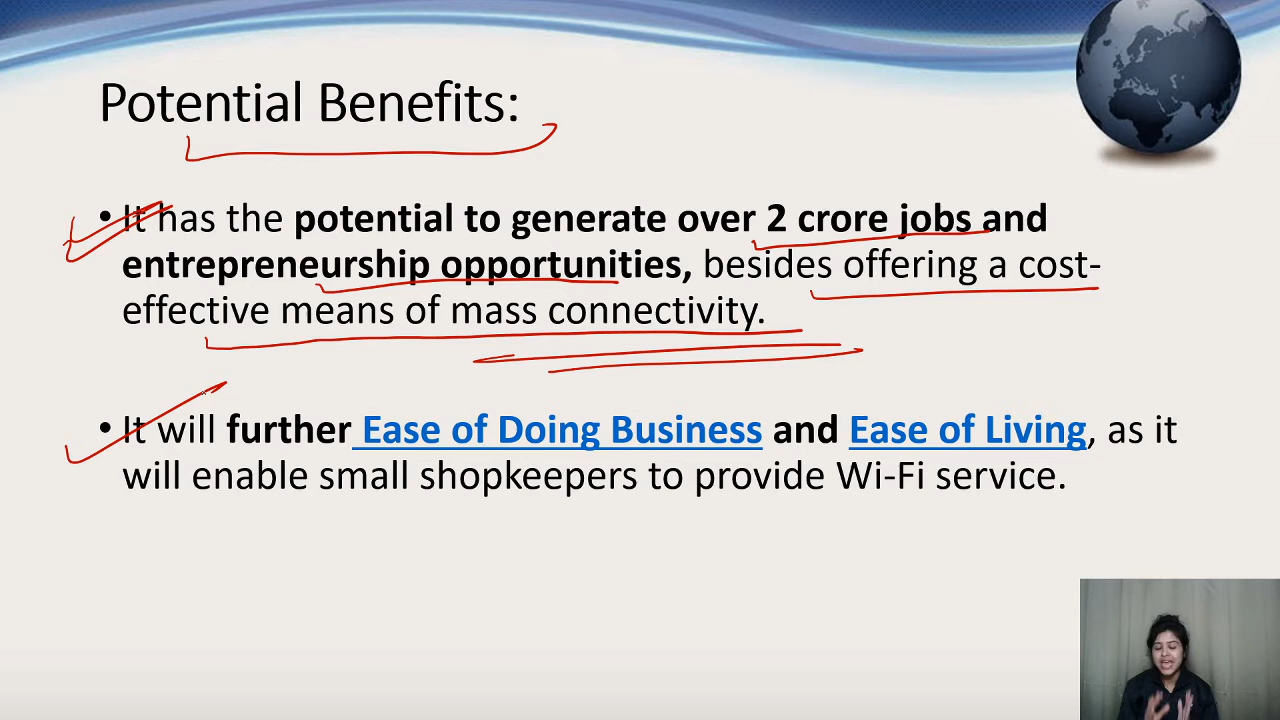 Potential Benefits:
• It has the potential to generate over 2 crore jobs and
entrepreneurship opportunities, besides offering a cost-
effective means of mass connectivity.
• It will further Ease of Doing Business and Ease of Living, as it
will enable small shopkeepers to provide Wi-Fi service.